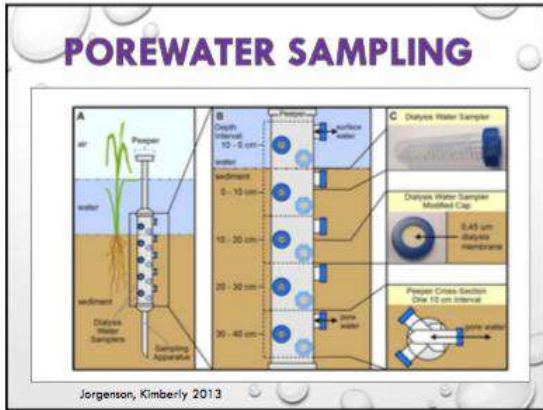 POREWATER SAMPLING
A
Peeper
air
water
sediment
Dialysis
Water
Samplers
Sampling
Apparatus
B
Peeper
Depth
Interval
10 - 0 cm
surface
water
water
sediment
0 - 10 cm
10 - 20 cm
20 - 30 cm
30 - 40 cm
pore
water
C
Dialysis Water Sampler
Dialysis Water Sampler
Modified Cap
0.45 um
dialysis
membrane
Peeper Cross-Section
One 10 cm Interval
pore water
Jorgenson, Kimberly 2013